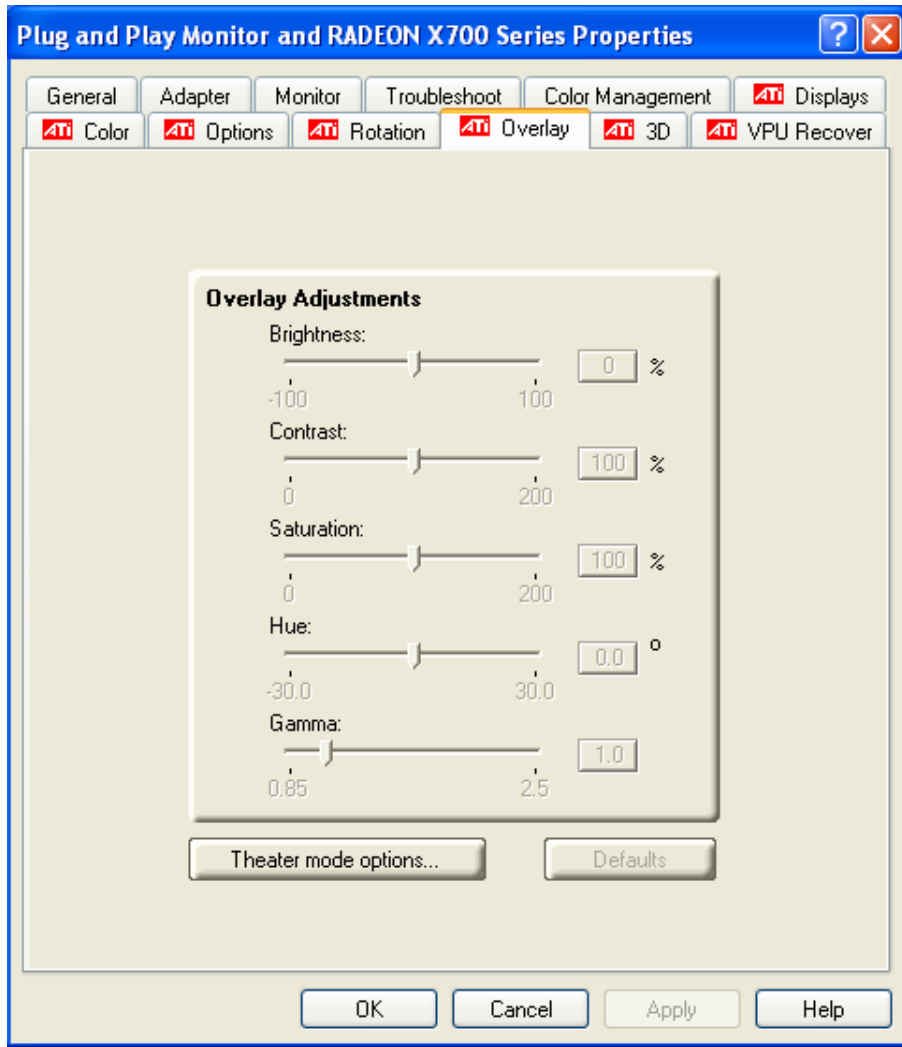 Plug and Play Monitor and RADEON X700 Series Properties
General Adapter Monitor Troubleshoot Color Management ATI Displays
ATI Color ATI Options ATI Rotation ATI Overlay ATI 3D ATI VPU Recover
Overlay Adjustments
Brightness:
0 %
-100 100
Contrast:
100 %
0 200
Saturation:
100 %
0 200
Hue:
0.0 °
-30.0 30.0
Gamma:
1.0
0.85 2.5
Theater mode options... Defaults
OK Cancel Apply Help